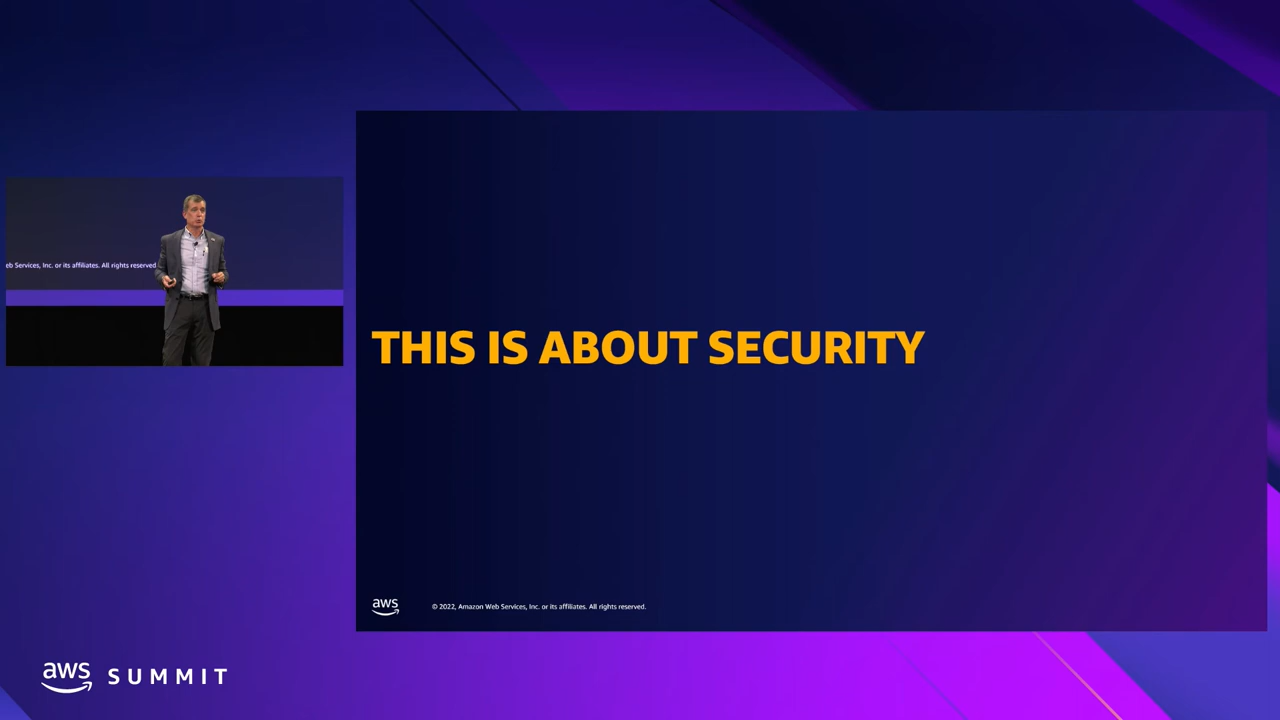 eb Services, Inc. or its affiliates. All rights reserved
THIS IS ABOUT SECURITY
aws
© 2022, Amazon Web Services, Inc. or its affiliates. All rights reserved.
aws SUMMIT